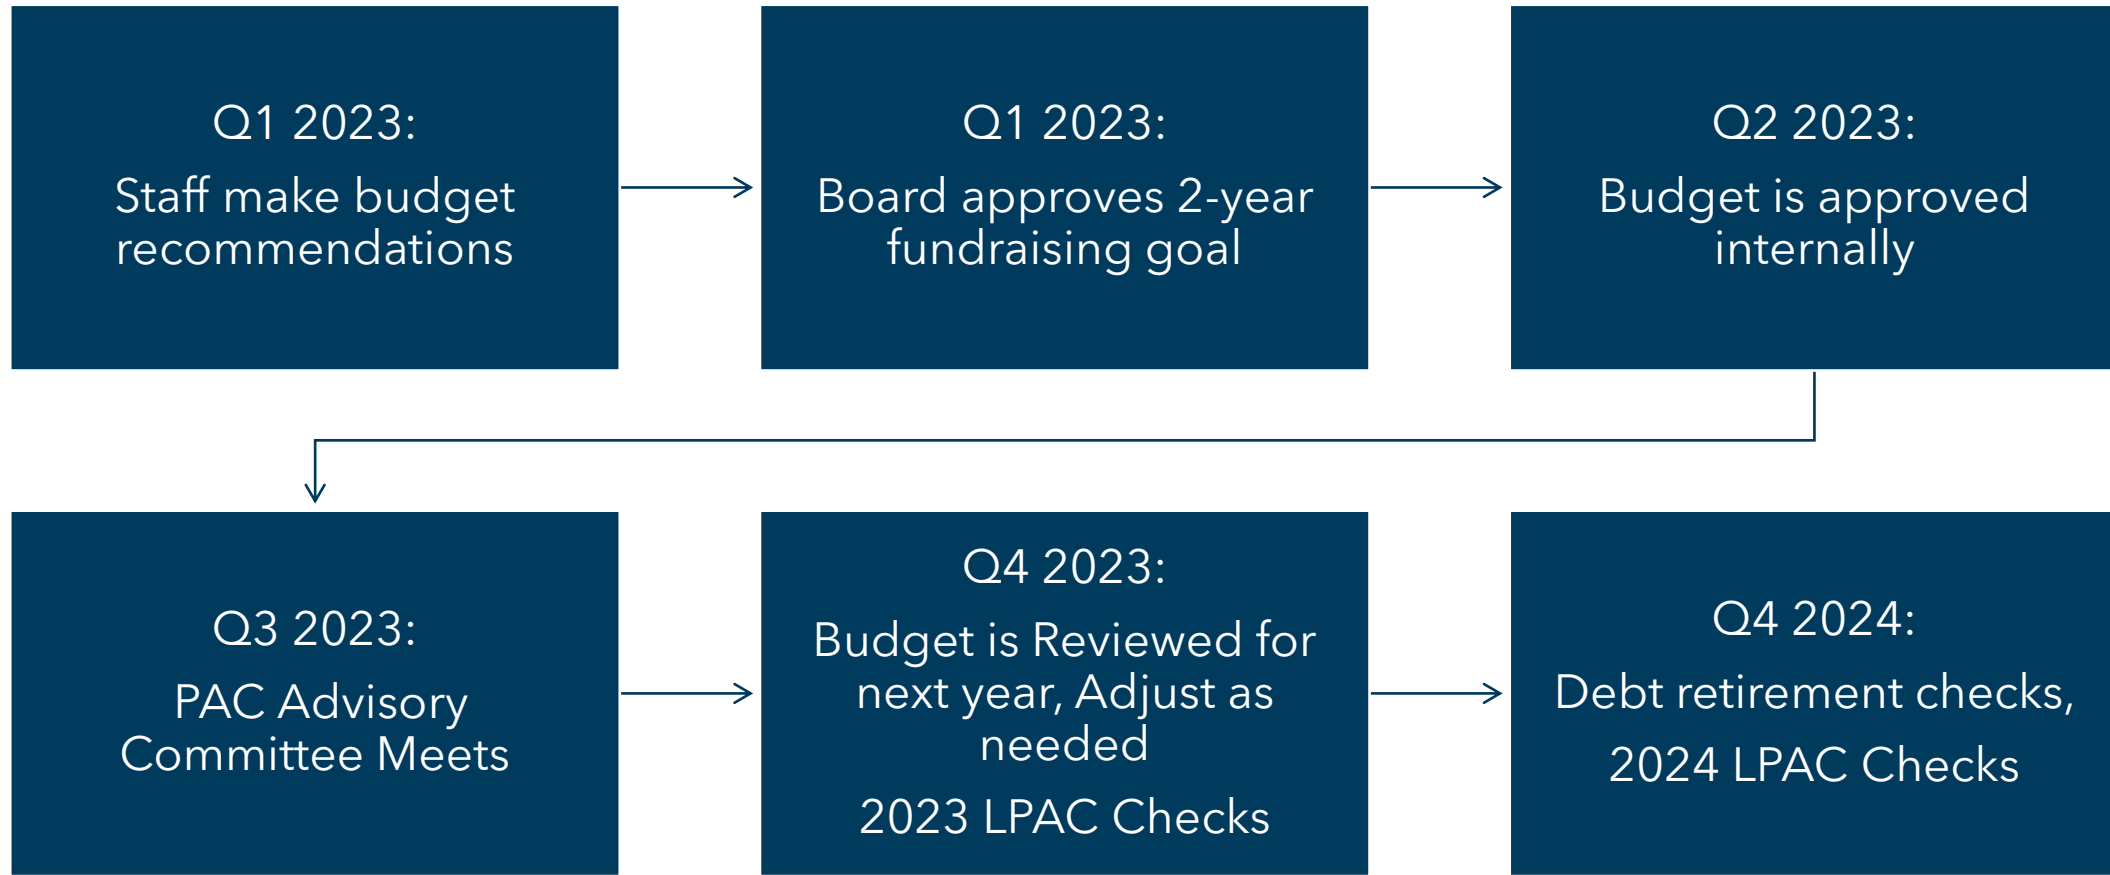 Q1 2023:
Staff make budget
recommendations
Q1 2023:
Board approves 2-year
fundraising goal
Q2 2023:
Budget is approved
internally
Q3 2023:
PAC Advisory
Committee Meets
Q4 2023:
Budget is Reviewed for
next year, Adjust as
needed
2023 LPAC Checks
Q4 2024:
Debt retirement checks,
2024 LPAC Checks